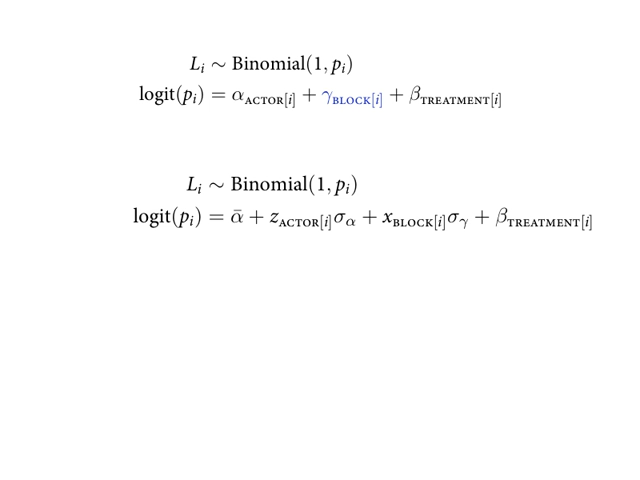 L_i ∼ Binomial(1, p_i)
logit(p_i) = α_ACTOR[i] + γ_BLOCK[i] + β_TREATMENT[i]
L_i ∼ Binomial(1, p_i)
logit(p_i) = ᾱ + z_ACTOR[i]σ_α + x_BLOCK[i]σ_γ + β_TREATMENT[i]